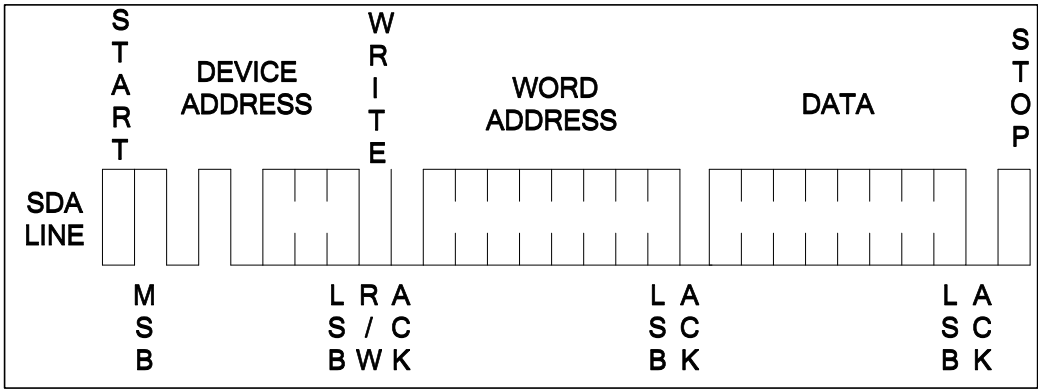 START
WRITE
STOP
DEVICE
ADDRESS
WORD
ADDRESS
DATA
SDA
LINE
MSB
LSB
R/W
ACK
LSB
ACK
LSB
ACK